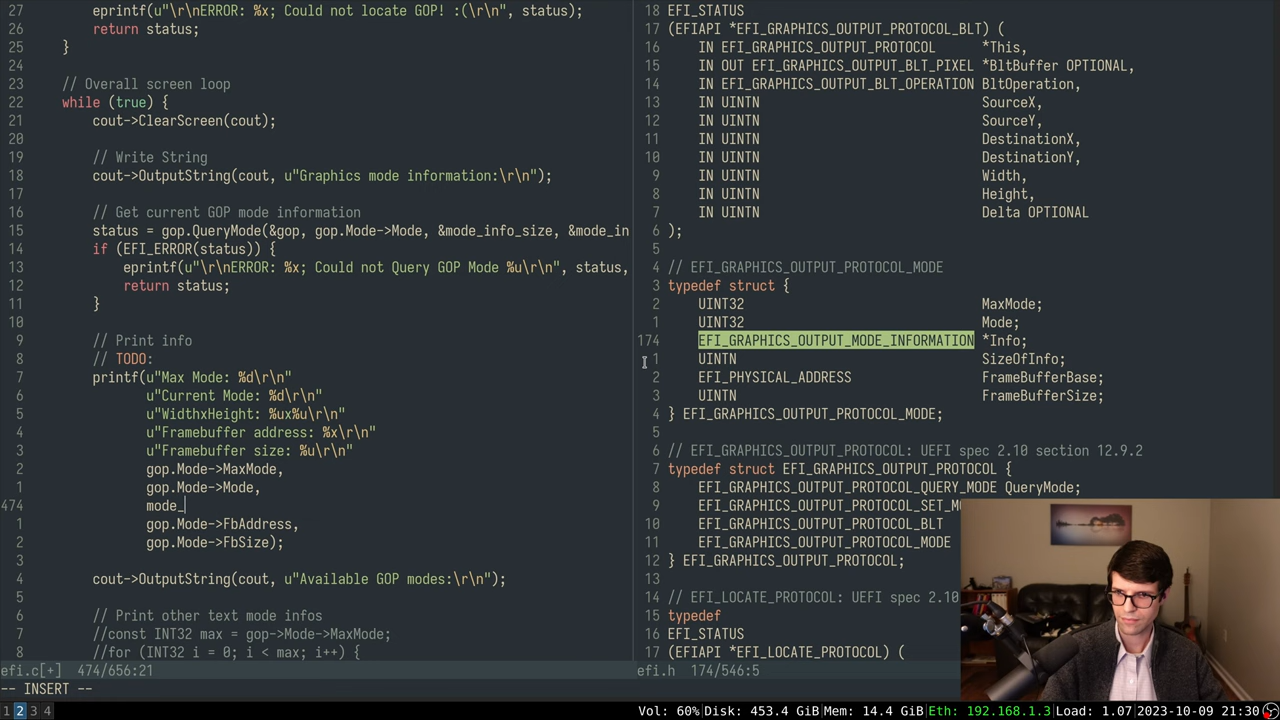 27 eprintf(u"\r\nERROR: %x; Could not locate GOP! :(\r\n", status);
26 return status;
25 }
24
23 // Overall screen loop
22 while (true) {
21 cout->ClearScreen(cout);
20
19 // Write String
18 cout->OutputString(cout, u"Graphics mode information:\r\n");
17
16 // Get current GOP mode information
15 status = gop.QueryMode(&gop, gop.Mode->Mode, &mode_info_size, &mode_in
14 if (EFI_ERROR(status)) {
13 eprintf(u"\r\nERROR: %x; Could not Query GOP Mode %u\r\n", status,
12 return status;
11 }
10
9 // Print info
8 // TODO:
7 printf(u"Max Mode: %d\r\n"
6 u"Current Mode: %d\r\n"
5 u"WidthxHeight: %ux%u\r\n"
4 u"Framebuffer address: %x\r\n"
3 u"Framebuffer size: %u\r\n"
2 gop.Mode->MaxMode,
1 gop.Mode->Mode,
474 mode_
1 gop.Mode->FbAddress,
2 gop.Mode->FbSize);
3
4 cout->OutputString(cout, u"Available GOP modes:\r\n");
5
6 // Print other text mode infos
7 //const INT32 max = gop->Mode->MaxMode;
8 //for (INT32 i = 0; i < max; i++) {
efi.c[+] 474/656:21
-- INSERT --
18 EFI_STATUS
17 (EFIAPI *EFI_GRAPHICS_OUTPUT_PROTOCOL_BLT) (
16 IN EFI_GRAPHICS_OUTPUT_PROTOCOL *This,
15 IN OUT EFI_GRAPHICS_OUTPUT_BLT_PIXEL *BltBuffer OPTIONAL,
14 IN EFI_GRAPHICS_OUTPUT_BLT_OPERATION BltOperation,
13 IN UINTN SourceX,
12 IN UINTN SourceY,
11 IN UINTN DestinationX,
10 IN UINTN DestinationY,
9 IN UINTN Width,
8 IN UINTN Height,
7 IN UINTN Delta OPTIONAL
6 );
5
4 // EFI_GRAPHICS_OUTPUT_PROTOCOL_MODE
3 typedef struct {
2 UINT32 MaxMode;
1 UINT32 Mode;
174 EFI_GRAPHICS_OUTPUT_MODE_INFORMATION *Info;
1 UINTN SizeOfInfo;
2 EFI_PHYSICAL_ADDRESS FrameBufferBase;
3 UINTN FrameBufferSize;
4 } EFI_GRAPHICS_OUTPUT_PROTOCOL_MODE;
5
6 // EFI_GRAPHICS_OUTPUT_PROTOCOL: UEFI spec 2.10 section 12.9.2
7 typedef struct EFI_GRAPHICS_OUTPUT_PROTOCOL {
8 EFI_GRAPHICS_OUTPUT_PROTOCOL_QUERY_MODE QueryMode;
9 EFI_GRAPHICS_OUTPUT_PROTOCOL_SET_MO
10 EFI_GRAPHICS_OUTPUT_PROTOCOL_BLT
11 EFI_GRAPHICS_OUTPUT_PROTOCOL_MODE
12 } EFI_GRAPHICS_OUTPUT_PROTOCOL;
13
14 // EFI_LOCATE_PROTOCOL: UEFI spec 2.10
15 typedef
16 EFI_STATUS
17 (EFIAPI *EFI_LOCATE_PROTOCOL) (
efi.h 174/546:5
1 2 3 4 Vol: 60%|Disk: 453.4 GiB|Mem: 14.4 GiB|Eth: 192.168.1.3|Load: 1.07|2023-10-09 21:30